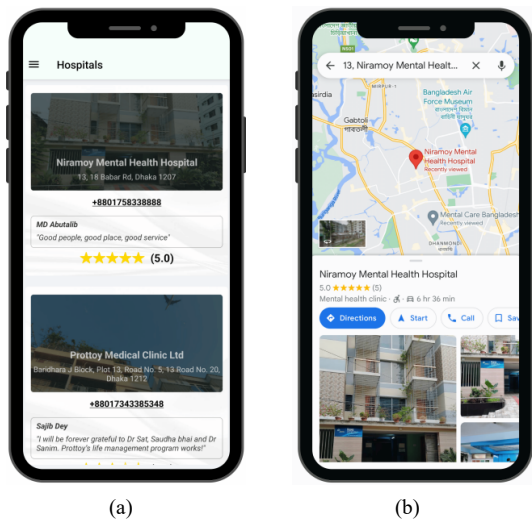 Hospitals
Niramoy Mental Health Hospital
13, 18 Babar Rd, Dhaka 1207
+8801758338888
MD Abutalib
"Good people, good place, good service"
(5.0)
Prottoy Medical Clinic Ltd
Baridhara J Block, Plot 13, Road No. 5, 13 Road No. 20,
Dhaka 1212
+88017343385348
Sajib Dey
"I will be forever grateful to Dr Sat, Saudha bhai and Dr
Sanim. Prottoy's life management program works!"
(a)
13, Niramoy Mental Healt...
MIRPUR-1
Bangladesh Air
Force Museum
asirdia
Gabtoli
গাবতলী
Niramoy Mental
Health Hospital
Recently viewed
Mental Care Bangladesh
Recently viewed
DHANMONDI
Niramoy Mental Health Hospital
5.0 (5)
Mental health clinic · 6 hr 36 min
Directions
Start
Call
Sav
(b)